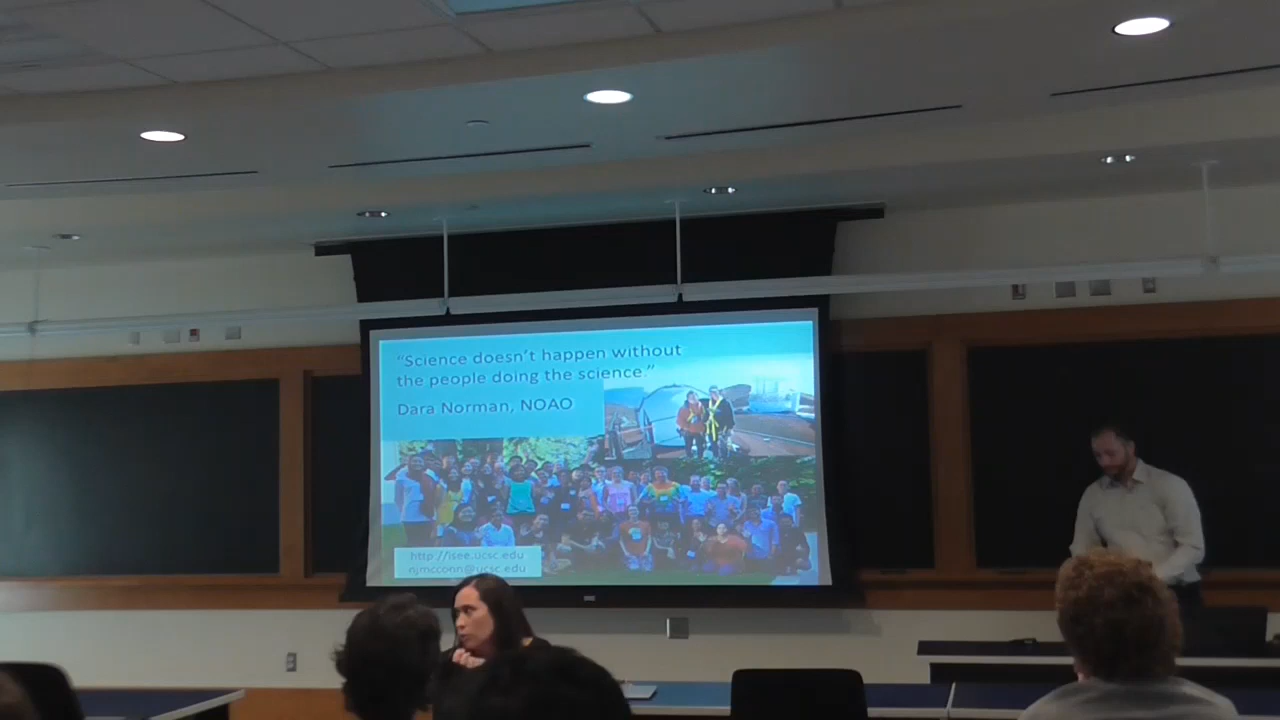 “Science doesn’t happen without
the people doing the science.”
Dara Norman, NOAO
http://isee.ucsc.edu
njmcconn@ucsc.edu